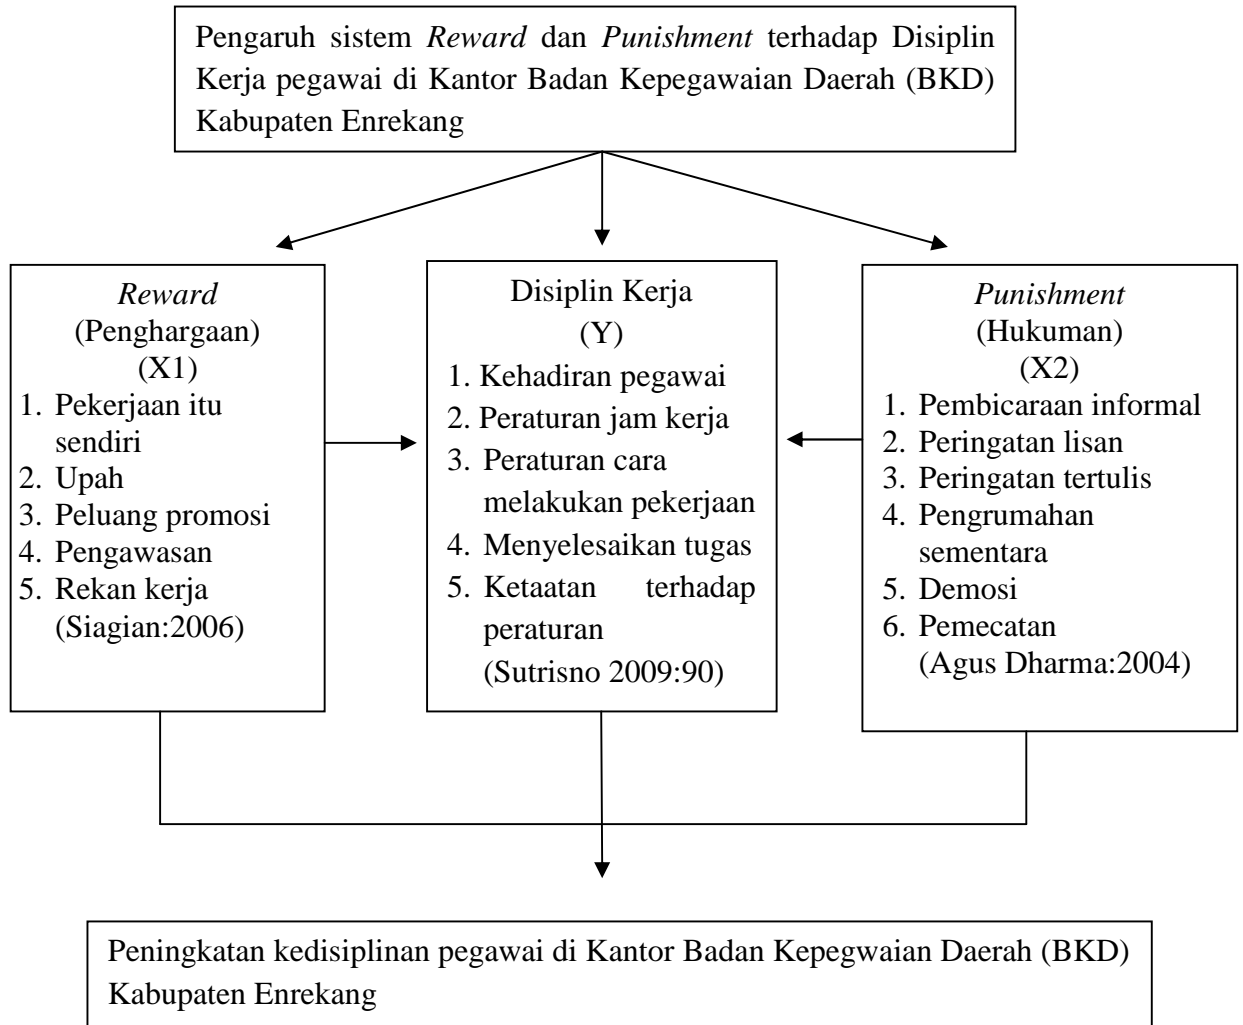 Pengaruh sistem Reward dan Punishment terhadap Disiplin
Kerja pegawai di Kantor Badan Kepegawaian Daerah (BKD)
Kabupaten Enrekang
Reward
(Penghargaan)
(X1)
1. Pekerjaan itu
sendiri
2. Upah
3. Peluang promosi
4. Pengawasan
5. Rekan kerja
(Siagian:2006)
Disiplin Kerja
(Y)
1. Kehadiran pegawai
2. Peraturan jam kerja
3. Peraturan cara
melakukan pekerjaan
4. Menyelesaikan tugas
5. Ketaatan terhadap
peraturan
(Sutrisno 2009:90)
Punishment
(Hukuman)
(X2)
1. Pembicaraan informal
2. Peringatan lisan
3. Peringatan tertulis
4. Pengrumahan
sementara
5. Demosi
6. Pemecatan
(Agus Dharma:2004)
Peningkatan kedisiplinan pegawai di Kantor Badan Kepegwaian Daerah (BKD)
Kabupaten Enrekang